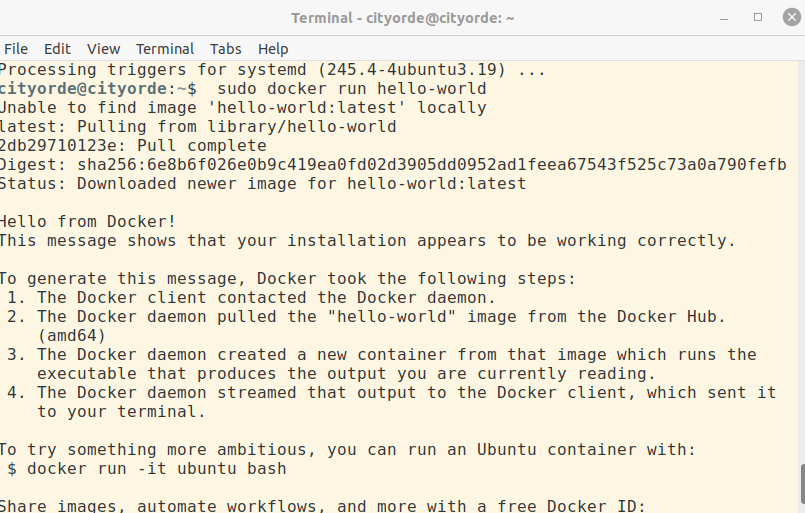 Terminal - cityorde@cityorde: ~
File Edit View Terminal Tabs Help
Processing triggers for systemd (245.4-4ubuntu3.19) ...
cityorde@cityorde:~$  sudo docker run hello-world
Unable to find image 'hello-world:latest' locally
latest: Pulling from library/hello-world
2db29710123e: Pull complete
Digest: sha256:6e8b6f026e0b9c419ea0fd02d3905dd0952ad1feea67543f525c73a0a790fefb
Status: Downloaded newer image for hello-world:latest
Hello from Docker!
This message shows that your installation appears to be working correctly.
To generate this message, Docker took the following steps:
1. The Docker client contacted the Docker daemon.
2. The Docker daemon pulled the "hello-world" image from the Docker Hub.
(amd64)
3. The Docker daemon created a new container from that image which runs the
executable that produces the output you are currently reading.
4. The Docker daemon streamed that output to the Docker client, which sent it
to your terminal.
To try something more ambitious, you can run an Ubuntu container with:
$ docker run -it ubuntu bash
Share images, automate workflows, and more with a free Docker ID: